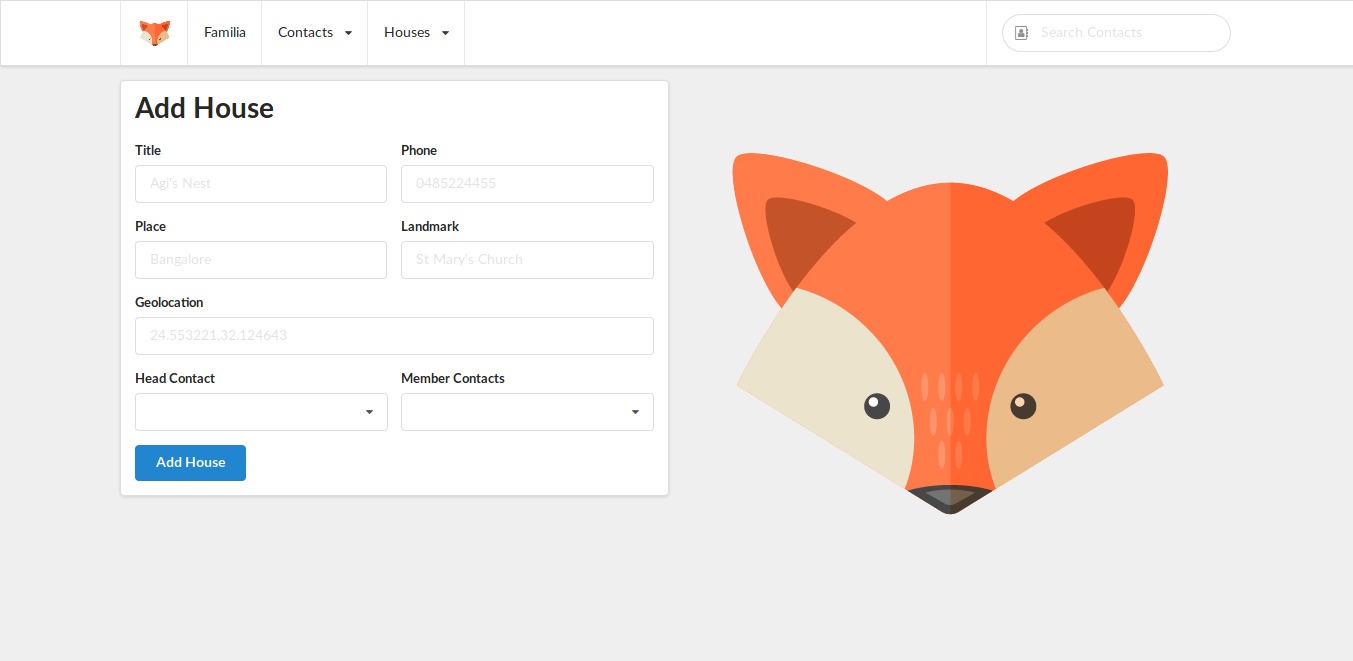 Familia
Contacts
Houses
Search Contacts
Add House
Title
Phone
Agi's Nest
0485224455
Place
Landmark
Bangalore
St Mary's Church
Geolocation
24.553221,32.124643
Head Contact
Member Contacts
Add House